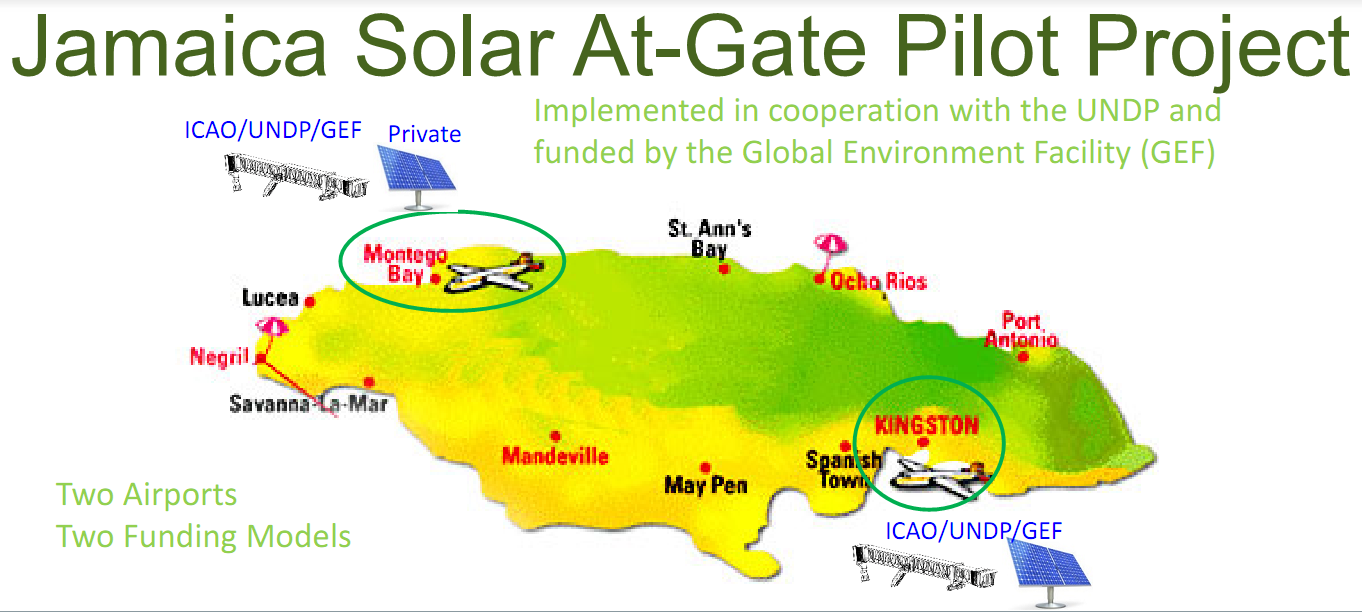 Jamaica Solar At-Gate Pilot Project
Implemented in cooperation with the UNDP and
funded by the Global Environment Facility (GEF)
ICAO/UNDP/GEF
Private
Montego
Bay
St. Ann's
Bay
Ocho Rios
Lucea
Port
Antonio
Negril
Savanna-La-Mar
KINGSTON
Mandeville
Spanish
Town
May Pen
Two Airports
Two Funding Models
ICAO/UNDP/GEF